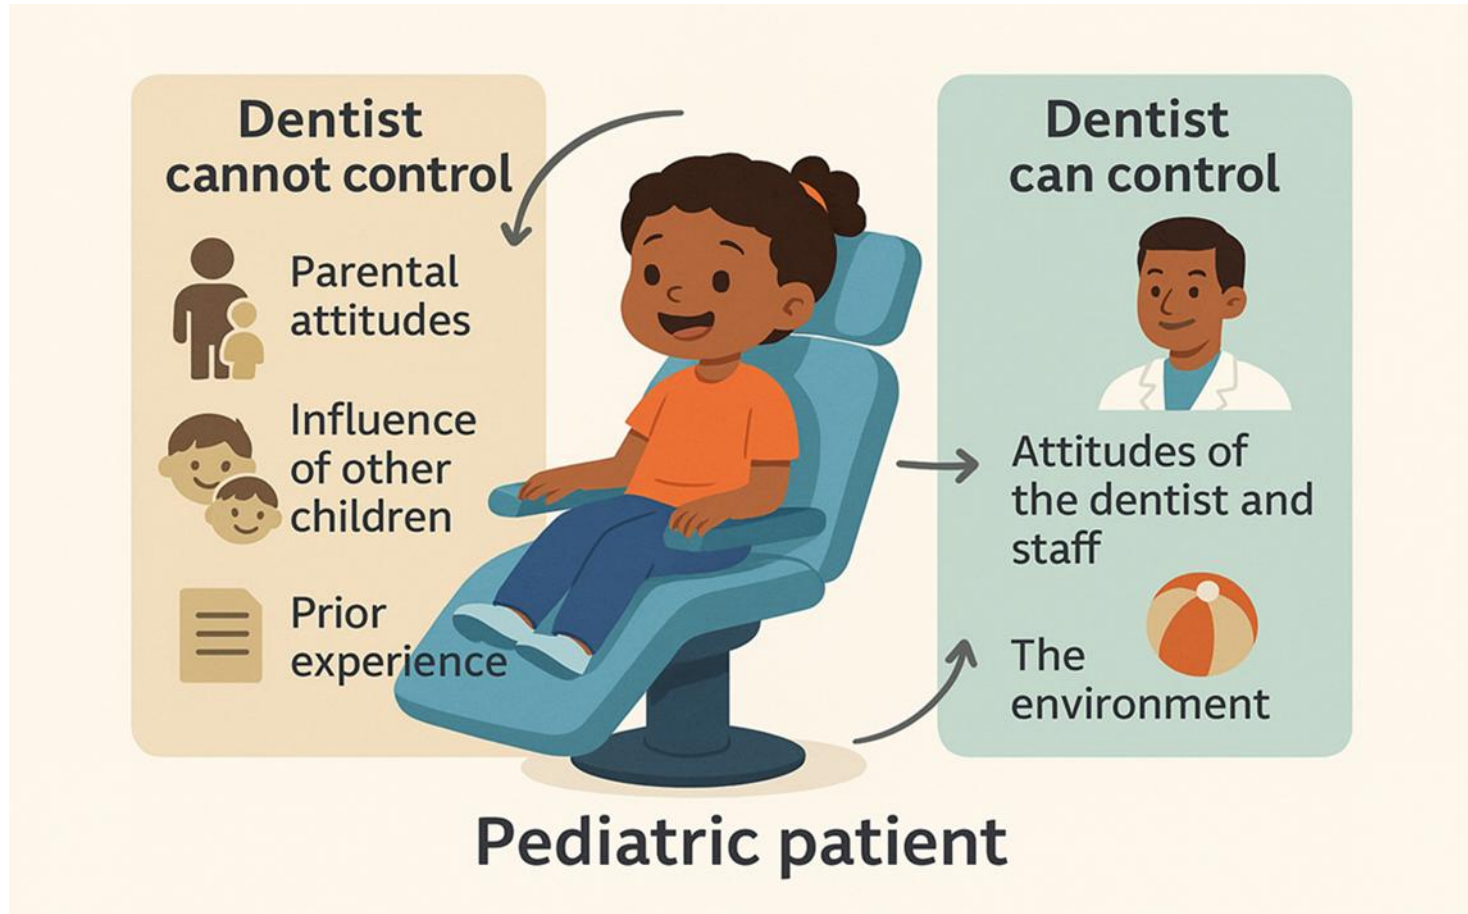 Dentist
cannot control
Parental
attitudes
Influence
of other
children
Prior
experience
Dentist
can control
Attitudes of
the dentist and
staff
The
environment
Pediatric patient